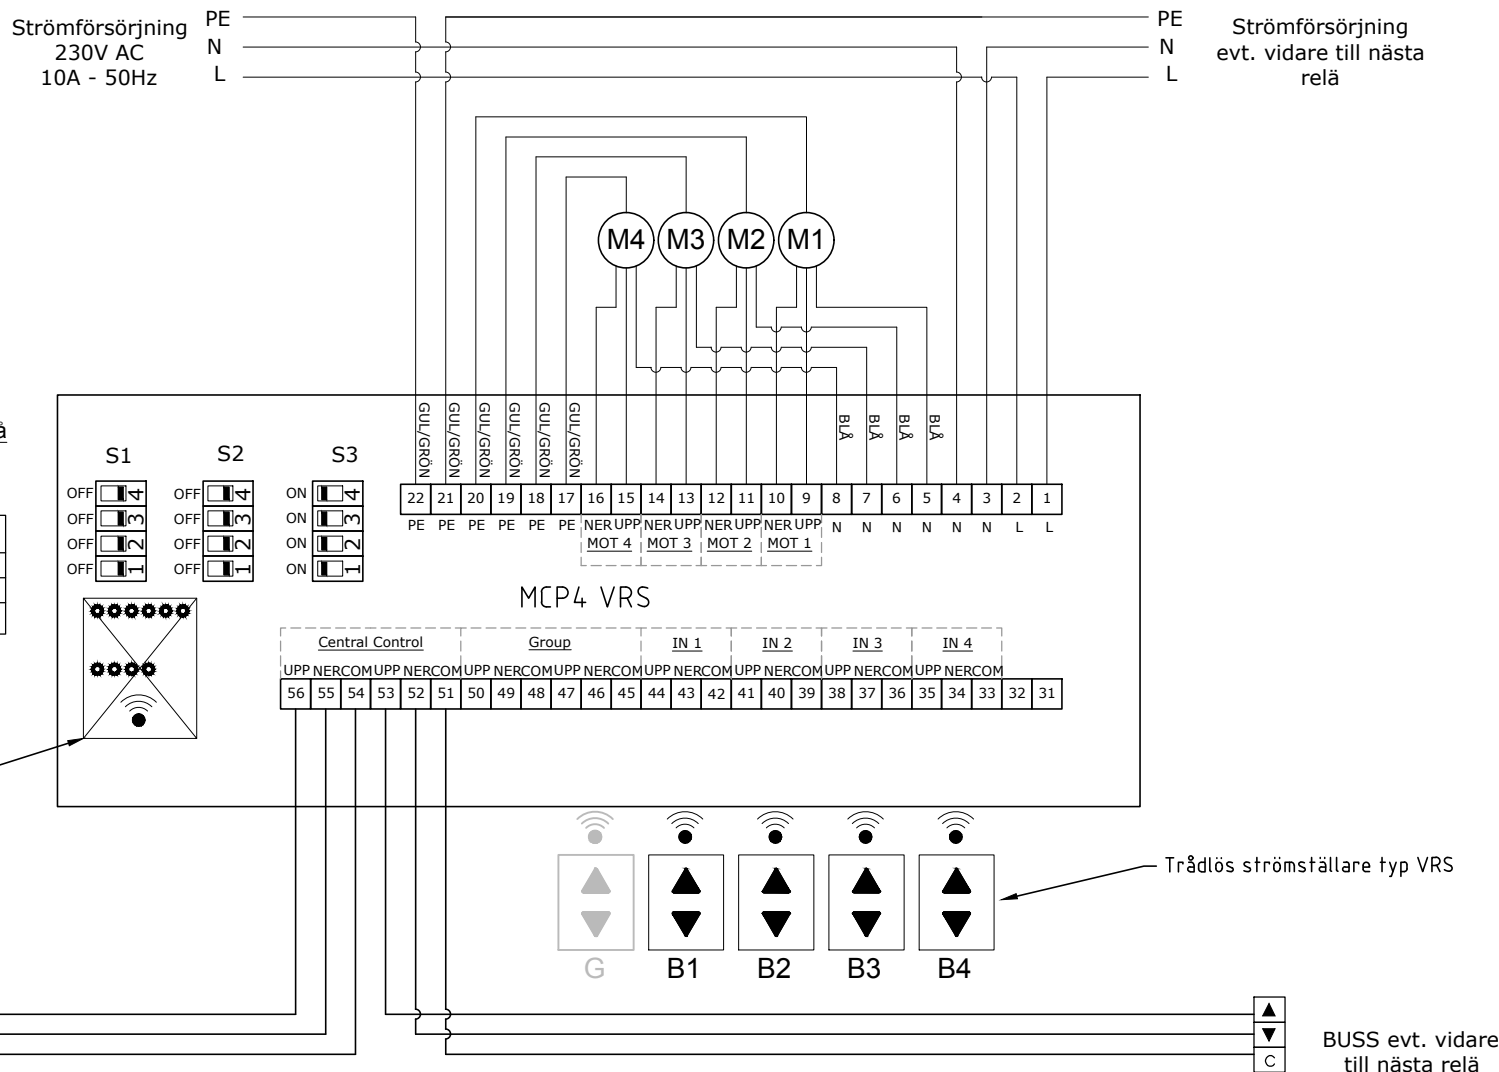 Strömförsörjning
230V AC
10A - 50Hz
PE
N
L
PE
N
L
Strömförsörjning
evt. vidare till nästa
relä
M4 M3 M2 M1
GUL/GRÖN GUL/GRÖN GUL/GRÖN GUL/GRÖN GUL/GRÖN GUL/GRÖN
BLÅ BLÅ BLÅ BLÅ
S1 S2 S3
OFF 4 OFF 4 ON 4
OFF 3 OFF 3 ON 3
OFF 2 OFF 2 ON 2
OFF 1 OFF 1 ON 1
22 21 20 19 18 17 16 15 14 13 12 11 10 9 8 7 6 5 4 3 2 1
PE PE PE PE PE PE NER UPP NER UPP NER UPP NER UPP N N N N N N L L
MOT 4 MOT 3 MOT 2 MOT 1
MCP4 VRS
Central Control Group IN 1 IN 2 IN 3 IN 4
UPP NER COM UPP NER COM UPP NER COM UPP NER COM UPP NER COM UPP NER COM UPP NER COM UPP NER COM
56 55 54 53 52 51 50 49 48 47 46 45 44 43 42 41 40 39 38 37 36 35 34 33 32 31
Trådlös strömställare typ VRS
G B1 B2 B3 B4
C
BUSS evt. vidare
till nästa relä